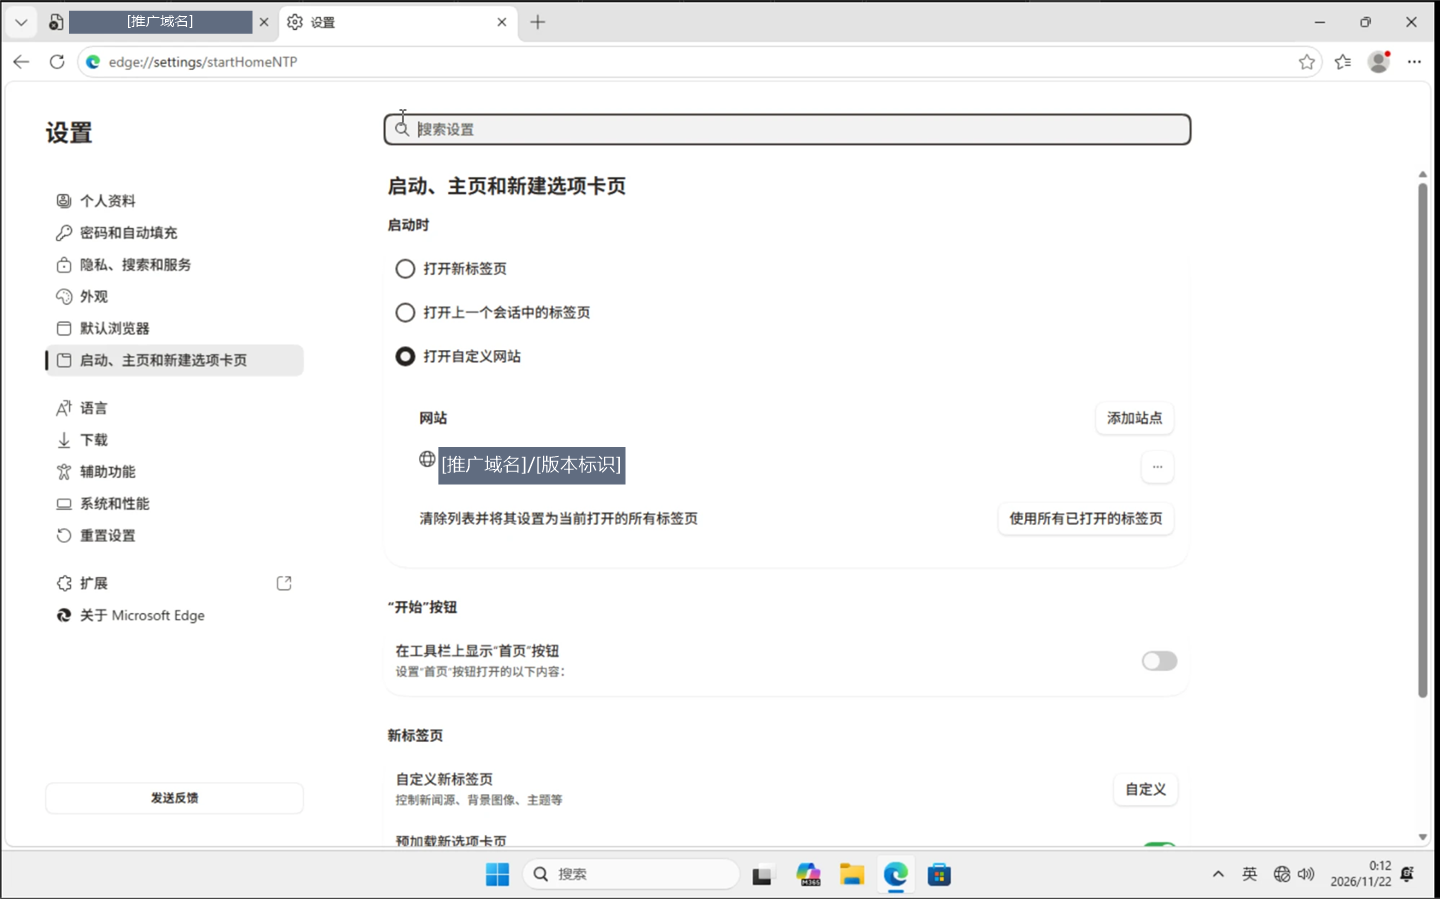 [推广域名]
设置
edge://settings/startHomeNTP
设置
搜索设置
个人资料
密码和自动填充
隐私、搜索和服务
外观
默认浏览器
启动、主页和新建选项卡页
语言
下载
辅助功能
系统和性能
重置设置
扩展
关于 Microsoft Edge
发送反馈
启动、主页和新建选项卡页
启动时
打开新标签页
打开上一个会话中的标签页
打开自定义网站
网站
添加站点
[推广域名]/[版本标识]
清除列表并将其设置为当前打开的所有标签页
使用所有已打开的标签页
“开始”按钮
在工具栏上显示“首页”按钮
设置“首页”按钮打开的以下内容：
新标签页
自定义新标签页
控制新闻源、背景图像、主题等
自定义
预加载新选项卡页
搜索
M365
英
0:12
2026/11/22